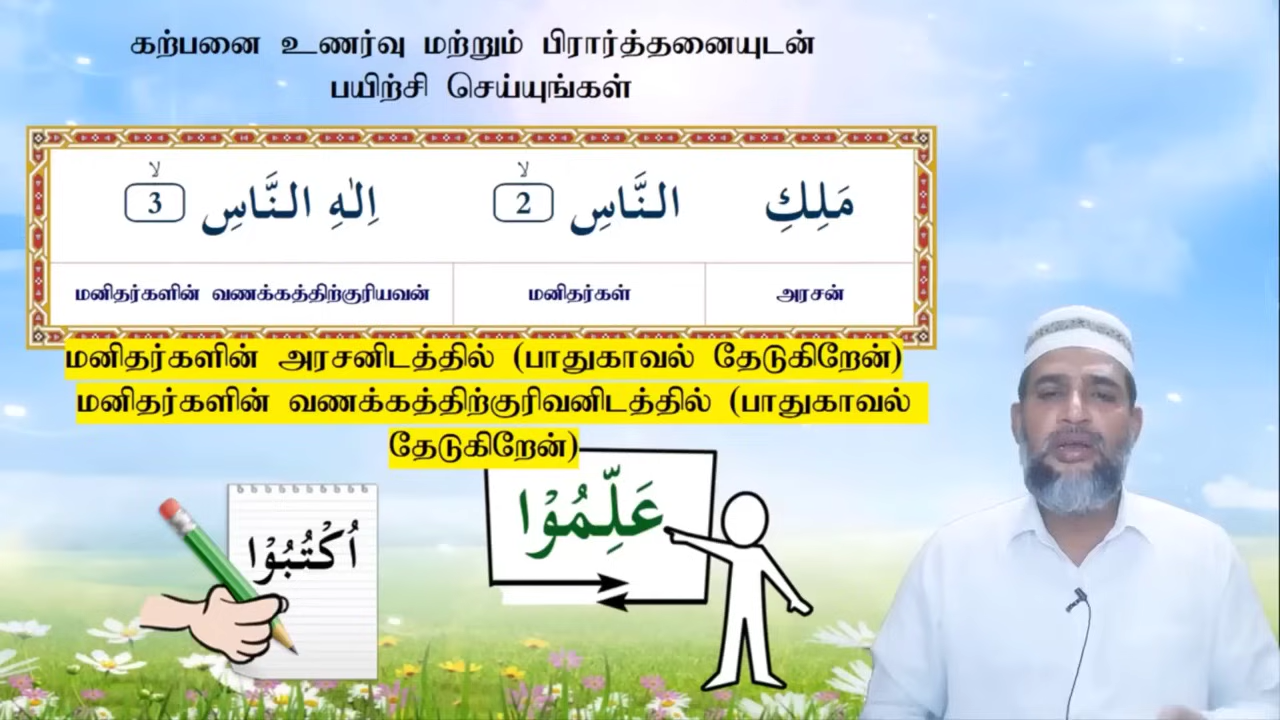 கற்பனை உணர்வு மற்றும் பிரார்த்தனையுடன்
பயிற்சி செய்யுங்கள்
مَلِكِ النَّاسِ ۙ 2 اِلٰهِ النَّاسِ ۙ 3
அரசன் மனிதர்கள் மனிதர்களின் வணக்கத்திற்குரியவன்
மனிதர்களின் அரசனிடத்தில் (பாதுகாவல் தேடுகிறேன்)
மனிதர்களின் வணக்கத்திற்குரிவனிடத்தில் (பாதுகாவல்
தேடுகிறேன்)
اُكْتُبُوْا
عَلِّمُوْا